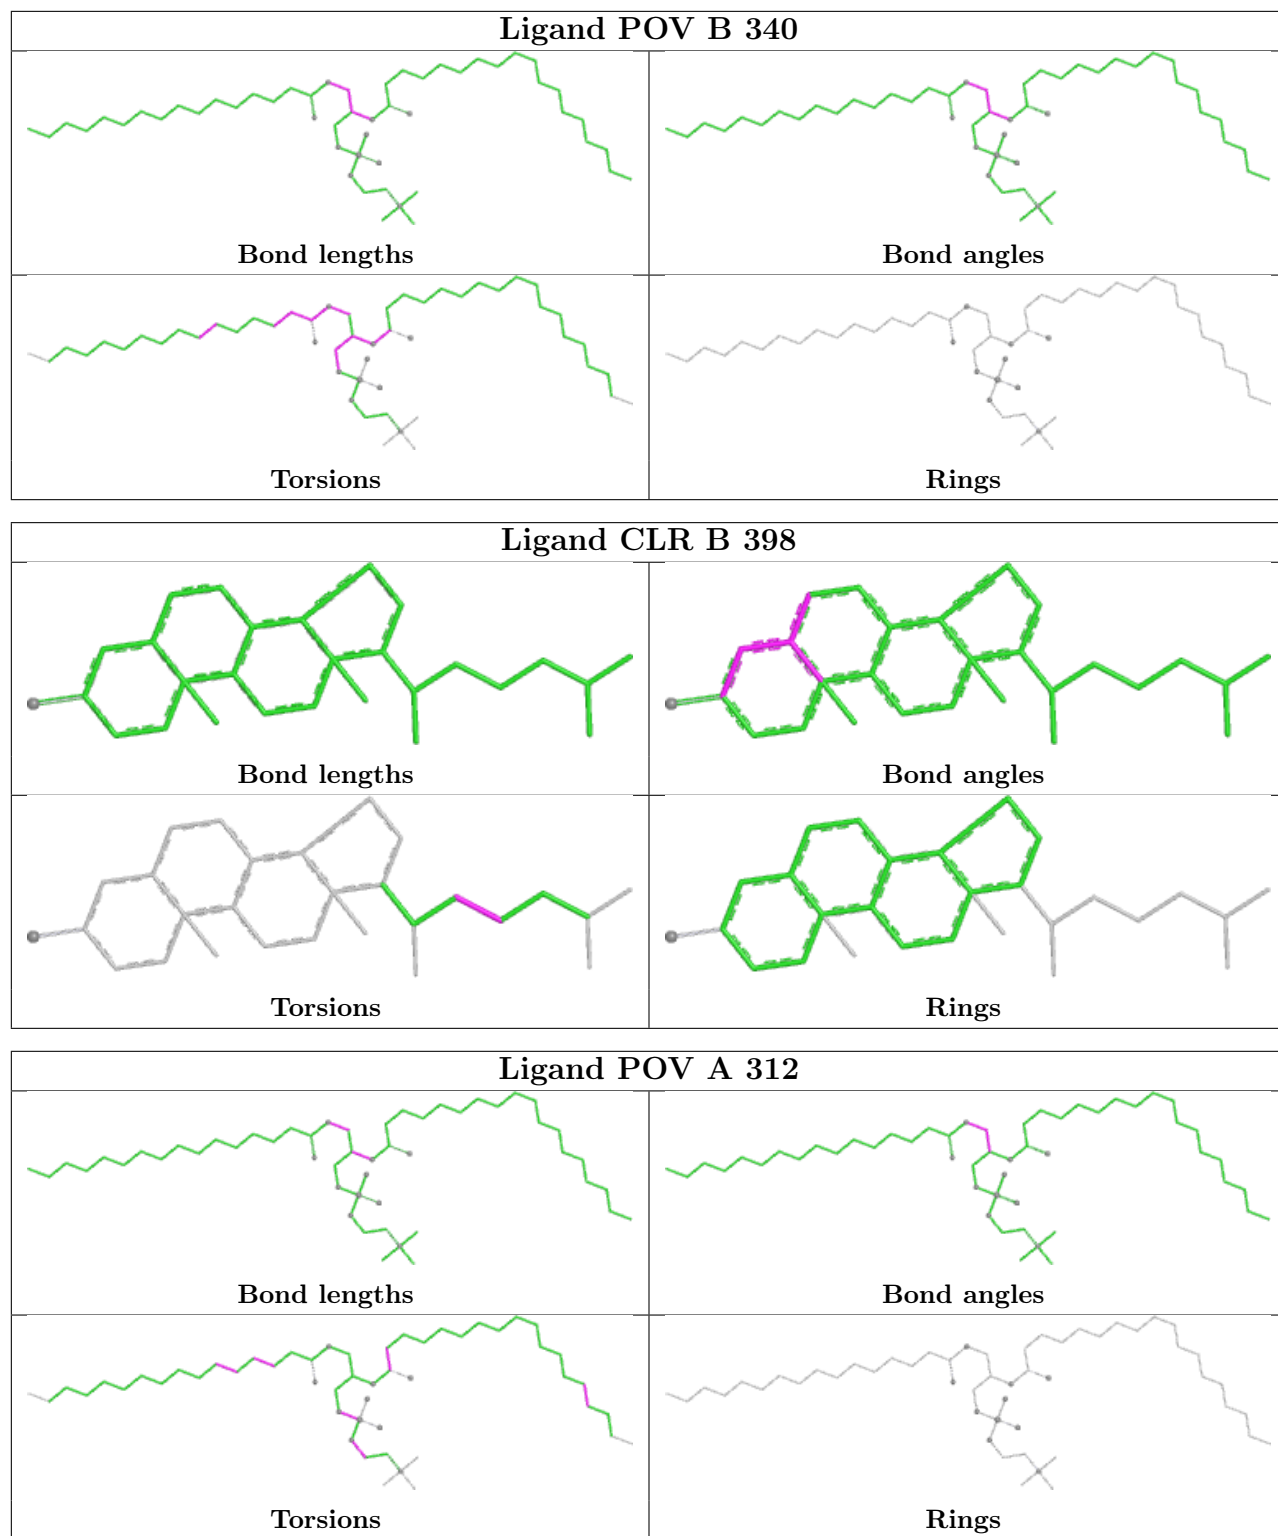 Ligand POV B 340
Bond lengths
Bond angles
Torsions
Rings
Ligand CLR B 398
Bond lengths
Bond angles
Torsions
Rings
Ligand POV A 312
Bond lengths
Bond angles
Torsions
Rings